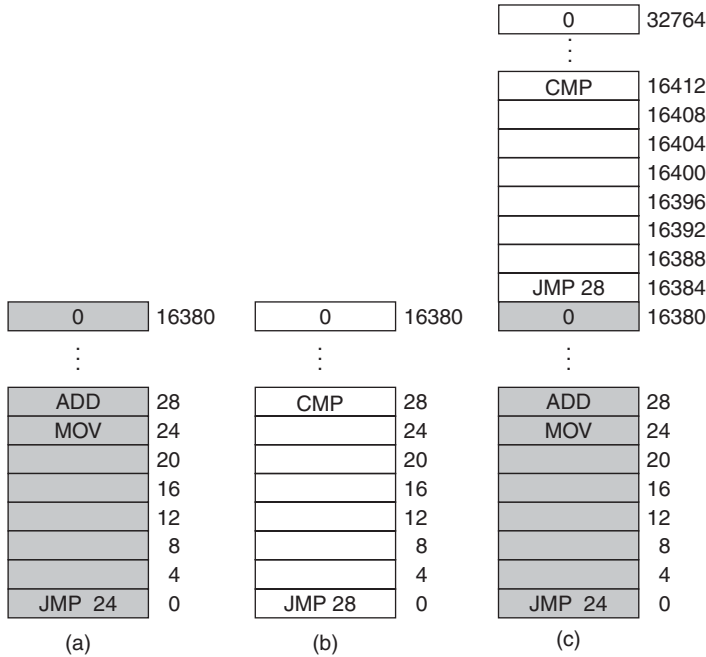 0 32764
CMP 16412
16408
16404
16400
16396
16392
16388
JMP 28 16384
0 16380 0 16380 0 16380
ADD 28 CMP 28 ADD 28
MOV 24 24 MOV 24
20 20 20
16 16 16
12 12 12
8 8 8
4 4 4
JMP 24 0 JMP 28 0 JMP 24 0
(a) (b) (c)